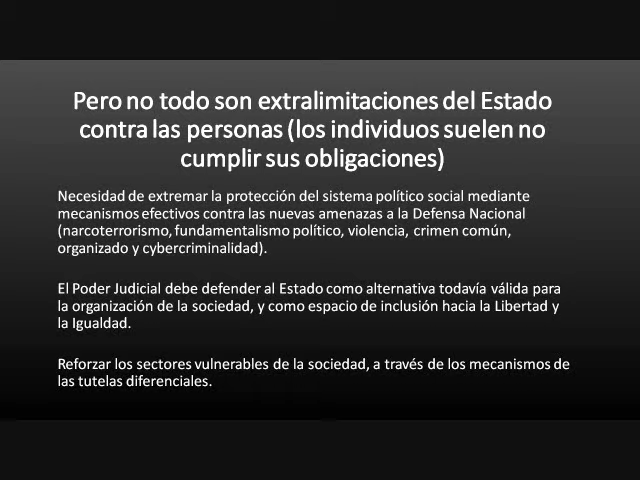 Pero no todo son extralimitaciones del Estado
contra las personas (los individuos suelen no
cumplir sus obligaciones)
Necesidad de extremar la protección del sistema político social mediante
mecanismos efectivos contra las nuevas amenazas a la Defensa Nacional
(narcoterrorismo, fundamentalismo político, violencia, crimen común,
organizado y cybercriminalidad).
El Poder Judicial debe defender al Estado como alternativa todavía válida para
la organización de la sociedad, y como espacio de inclusión hacia la Libertad y
la Igualdad.
Reforzar los sectores vulnerables de la sociedad, a través de los mecanismos de
las tutelas diferenciales.